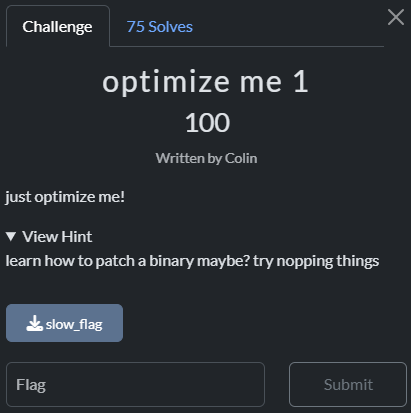 Challenge
75 Solves
optimize me 1
100
Written by Colin
just optimize me!
View Hint
learn how to patch a binary maybe? try nopping things
slow_flag
Flag
Submit